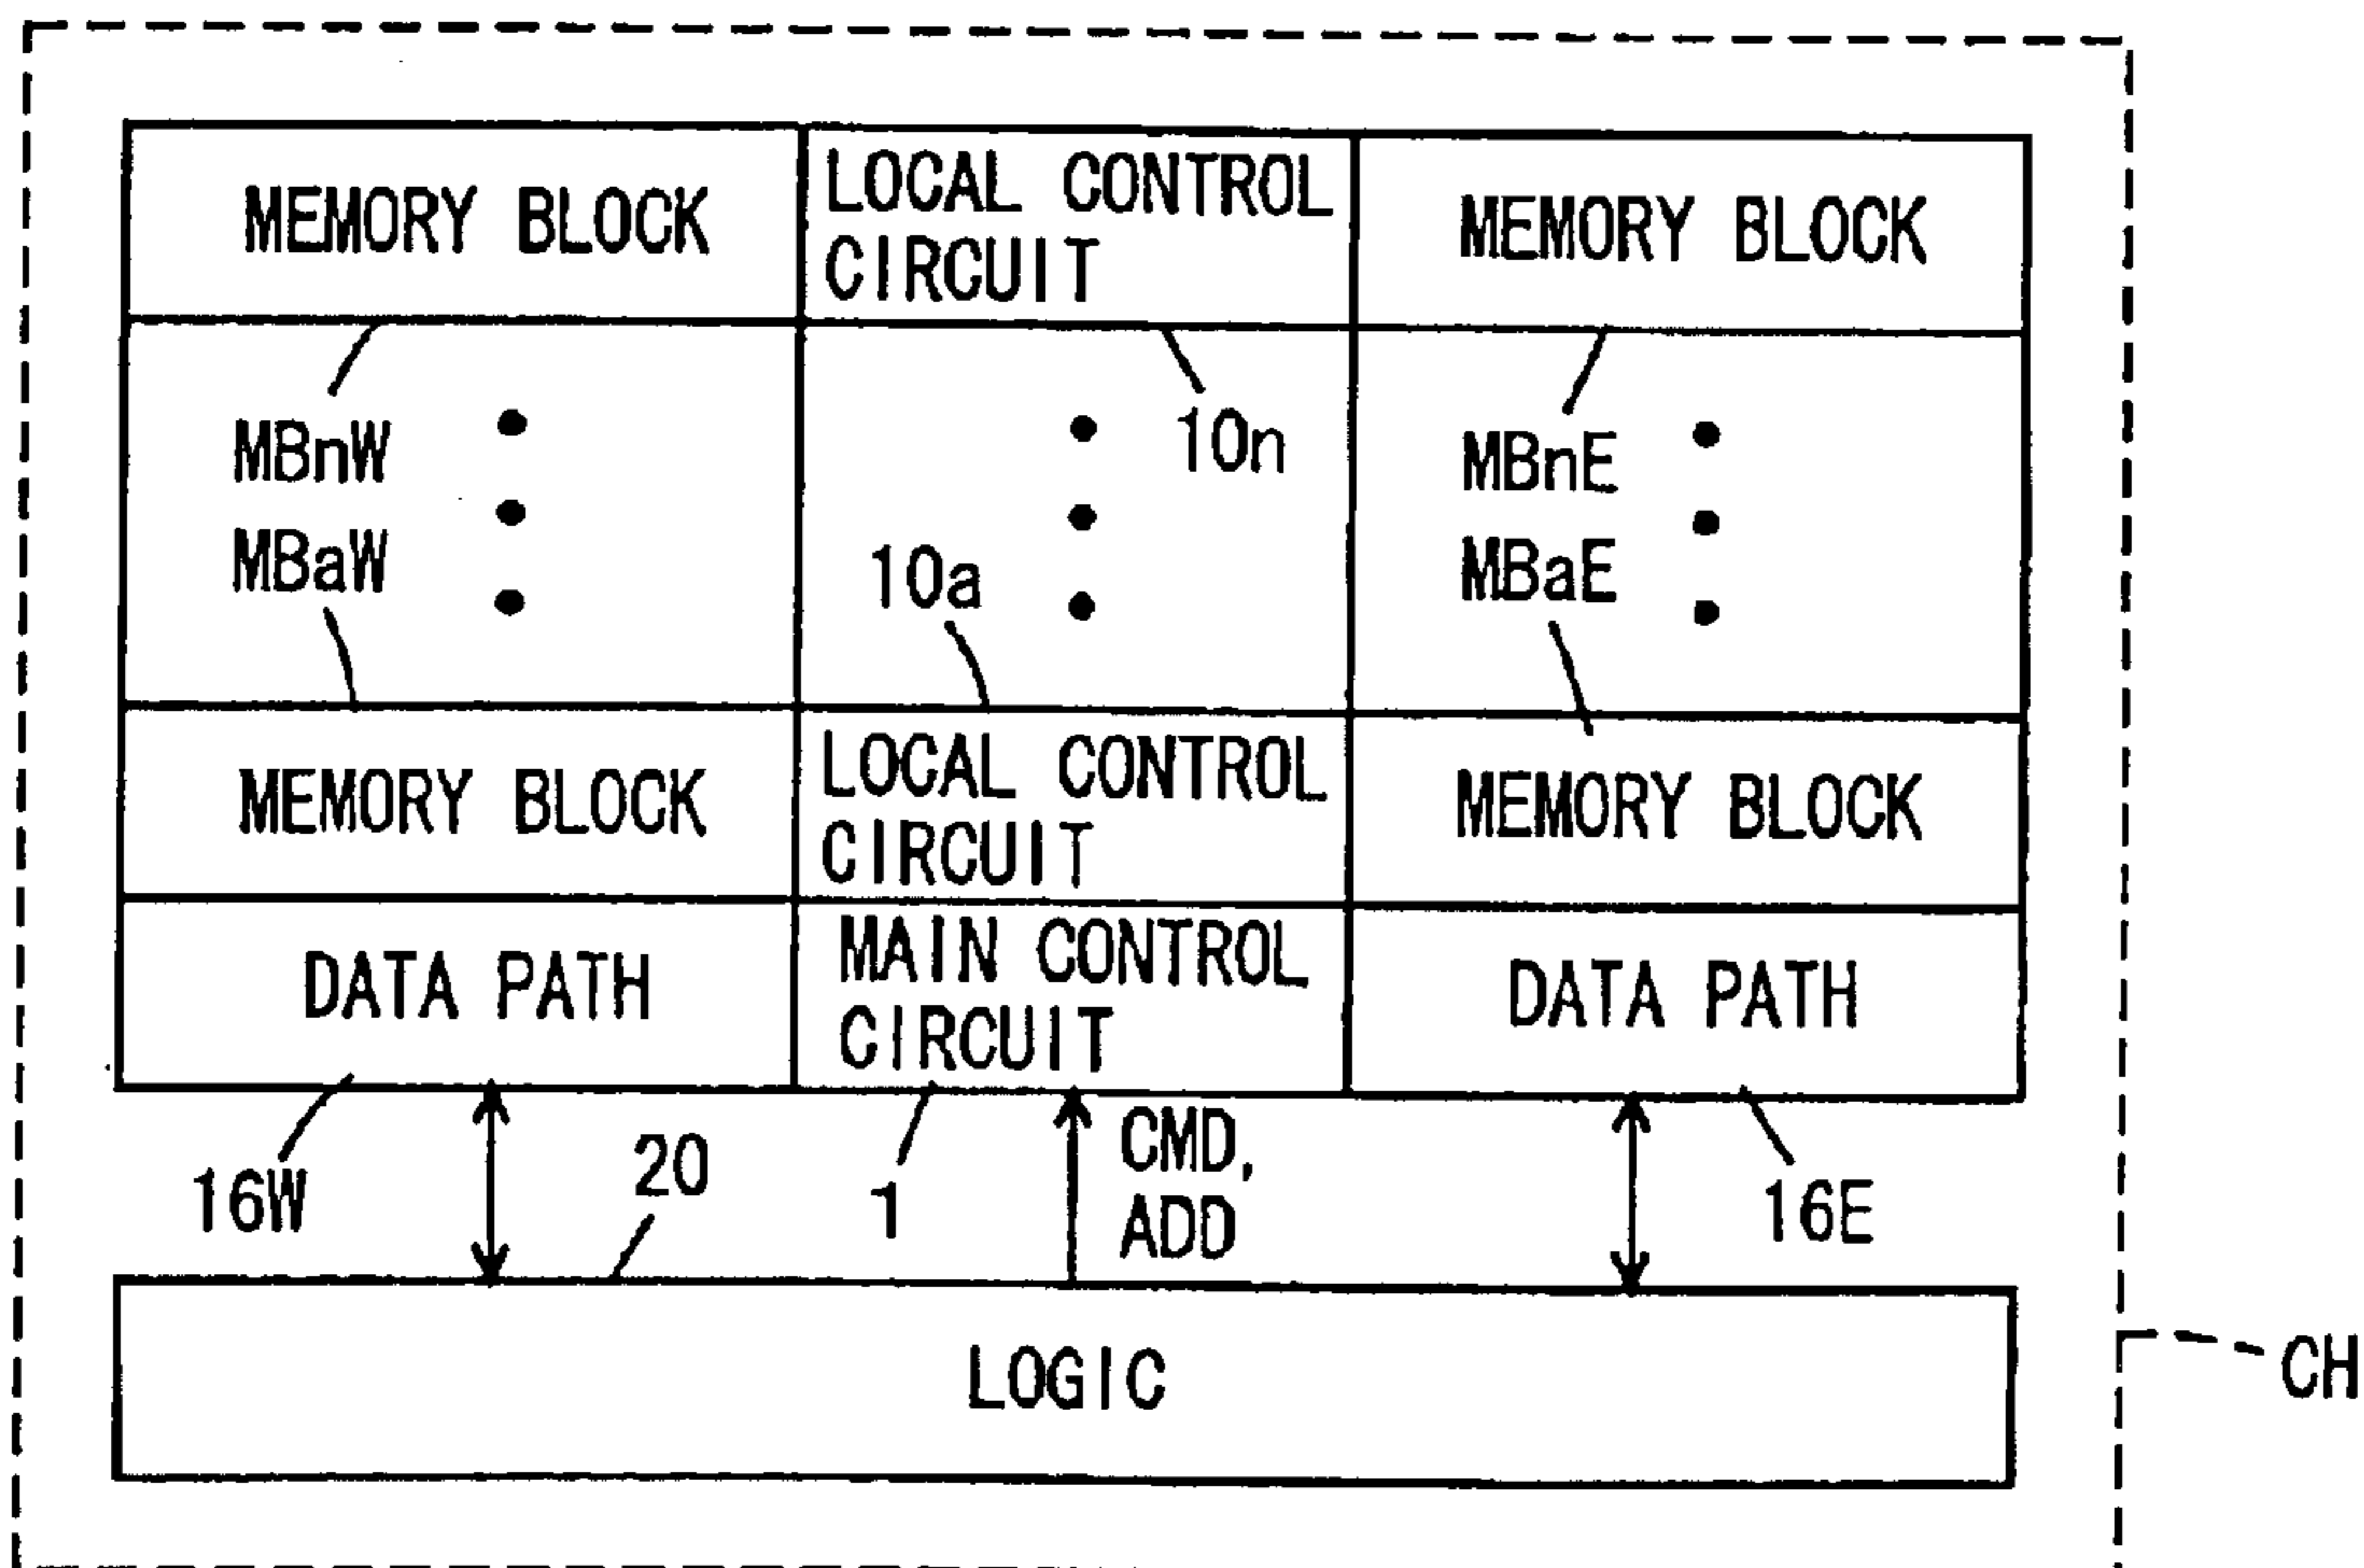 MEMORY BLOCK
LOCAL CONTROL
CIRCUIT
MEMORY BLOCK
MBnW
10n
MBnE
MBaW
10a
MBaE
MEMORY BLOCK
LOCAL CONTROL
CIRCUIT
MEMORY BLOCK
DATA PATH
MAIN CONTROL
CIRCUIT
DATA PATH
16W
20
1
CMD,
ADD
16E
LOGIC
CH